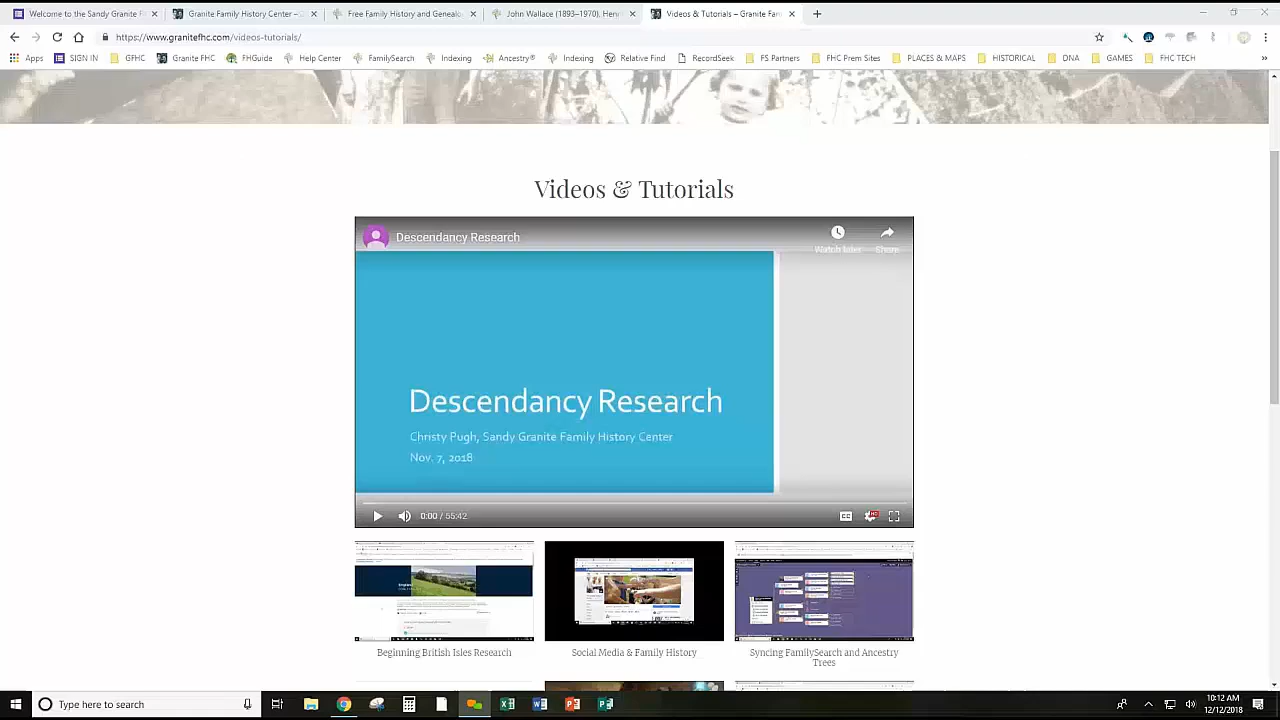 Welcome to the Sandy Granite F
Granite Family History Center –
Free Family History and Genealo
John Wallace (1893–1970), Henri
Videos & Tutorials – Granite Fam
https://www.granitefhc.com/videos-tutorials/
Apps SIGN IN GFHC Granite FHC FHGuide Help Center FamilySearch Indexing Ancestry® Indexing Relative Find RecordSeek FS Partners FHC Prem Sites PLACES & MAPS HISTORICAL DNA GAMES FHC TECH »
Videos & Tutorials
Descendancy Research
Watch later Share
Descendancy Research
Christy Pugh, Sandy Granite Family History Center
Nov. 7, 2018
0:00 / 55:42
CC HD
Beginning British Isles Research
Social Media & Family History
Syncing FamilySearch and Ancestry
Trees
Type here to search
10:12 AM
12/12/2018